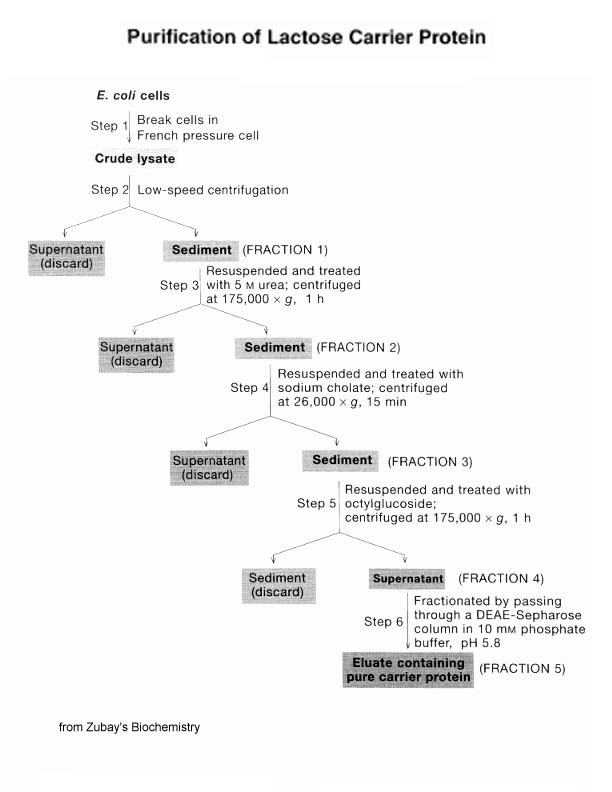 Purification of Lactose Carrier Protein
E. coli cells
Step 1
Break cells in
French pressure cell
Crude lysate
Step 2
Low-speed centrifugation
Supernatant
(discard)
Sediment (FRACTION 1)
Step 3
Resuspended and treated
with 5 M urea; centrifuged
at 175,000 × g, 1 h
Supernatant
(discard)
Sediment (FRACTION 2)
Step 4
Resuspended and treated with
sodium cholate; centrifuged
at 26,000 × g, 15 min
Supernatant
(discard)
Sediment (FRACTION 3)
Step 5
Resuspended and treated with
octylglucoside;
centrifuged at 175,000 × g, 1 h
Sediment
(discard)
Supernatant (FRACTION 4)
Step 6
Fractionated by passing
through a DEAE-Sepharose
column in 10 mM phosphate
buffer, pH 5.8
Eluate containing
pure carrier protein
(FRACTION 5)
from Zubay's Biochemistry